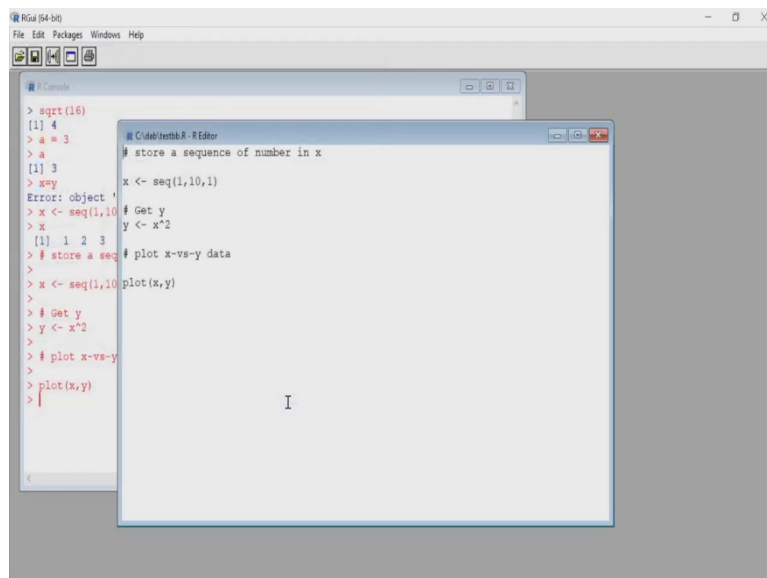 RGui (64-bit)
File Edit Packages Windows Help
R Console
> sqrt(16)
[1] 4
> a = 3
> a
[1] 3
> x=y
Error: object '
> x <- seq(1,10
> x
[1] 1 2 3
> # store a seq
>
> x <- seq(1,10
>
> # Get y
> y <- x^2
>
> # plot x-vs-y
>
> plot(x,y)
>
C:\dab\testbb.R - R Editor
# store a sequence of number in x
x <- seq(1,10,1)
# Get y
y <- x^2
# plot x-vs-y data
plot(x,y)